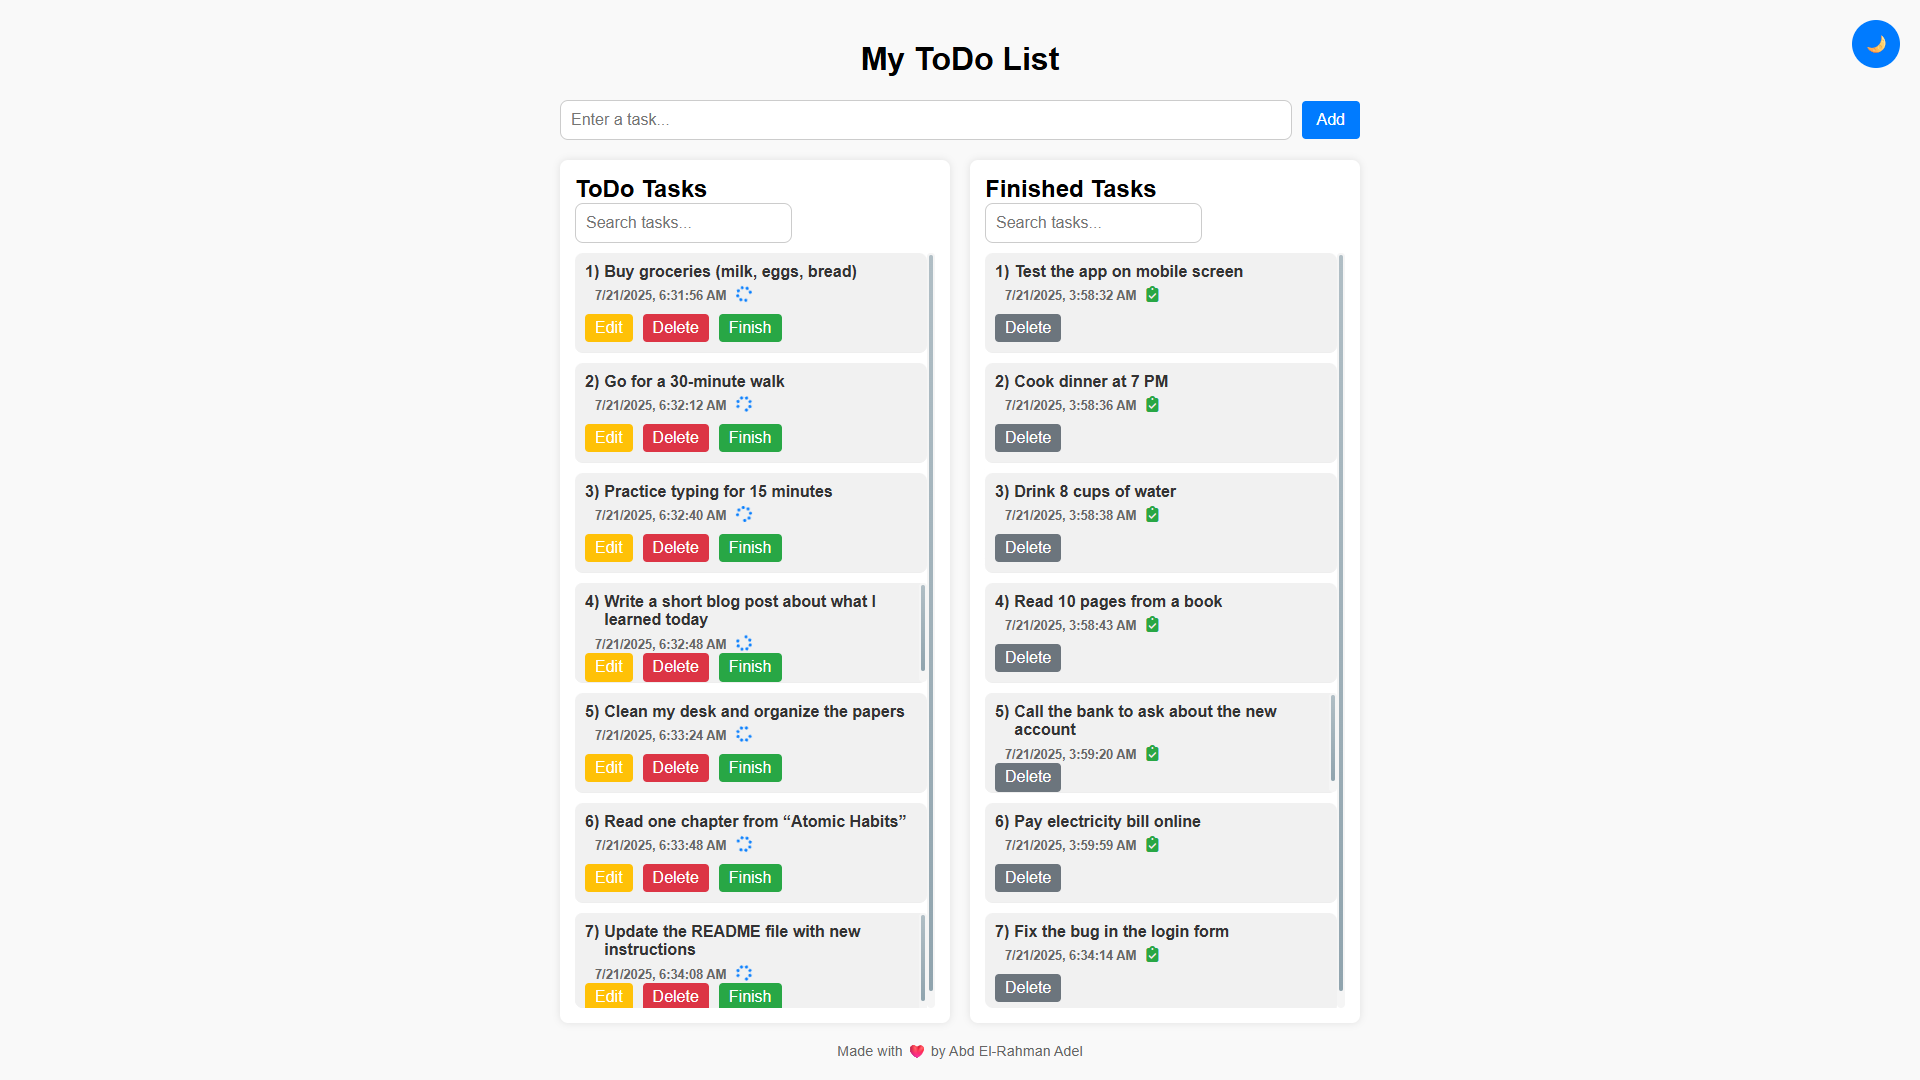 My ToDo List
Enter a task...
Add
ToDo Tasks
Search tasks...
1) Buy groceries (milk, eggs, bread)
7/21/2025, 6:31:56 AM
Edit Delete Finish
2) Go for a 30-minute walk
7/21/2025, 6:32:12 AM
Edit Delete Finish
3) Practice typing for 15 minutes
7/21/2025, 6:32:40 AM
Edit Delete Finish
4) Write a short blog post about what I
learned today
7/21/2025, 6:32:48 AM
Edit Delete Finish
5) Clean my desk and organize the papers
7/21/2025, 6:33:24 AM
Edit Delete Finish
6) Read one chapter from “Atomic Habits”
7/21/2025, 6:33:48 AM
Edit Delete Finish
7) Update the README file with new
instructions
7/21/2025, 6:34:08 AM
Edit Delete Finish
Finished Tasks
Search tasks...
1) Test the app on mobile screen
7/21/2025, 3:58:32 AM
Delete
2) Cook dinner at 7 PM
7/21/2025, 3:58:36 AM
Delete
3) Drink 8 cups of water
7/21/2025, 3:58:38 AM
Delete
4) Read 10 pages from a book
7/21/2025, 3:58:43 AM
Delete
5) Call the bank to ask about the new
account
7/21/2025, 3:59:20 AM
Delete
6) Pay electricity bill online
7/21/2025, 3:59:59 AM
Delete
7) Fix the bug in the login form
7/21/2025, 6:34:14 AM
Delete
Made with ❤️ by Abd El-Rahman Adel